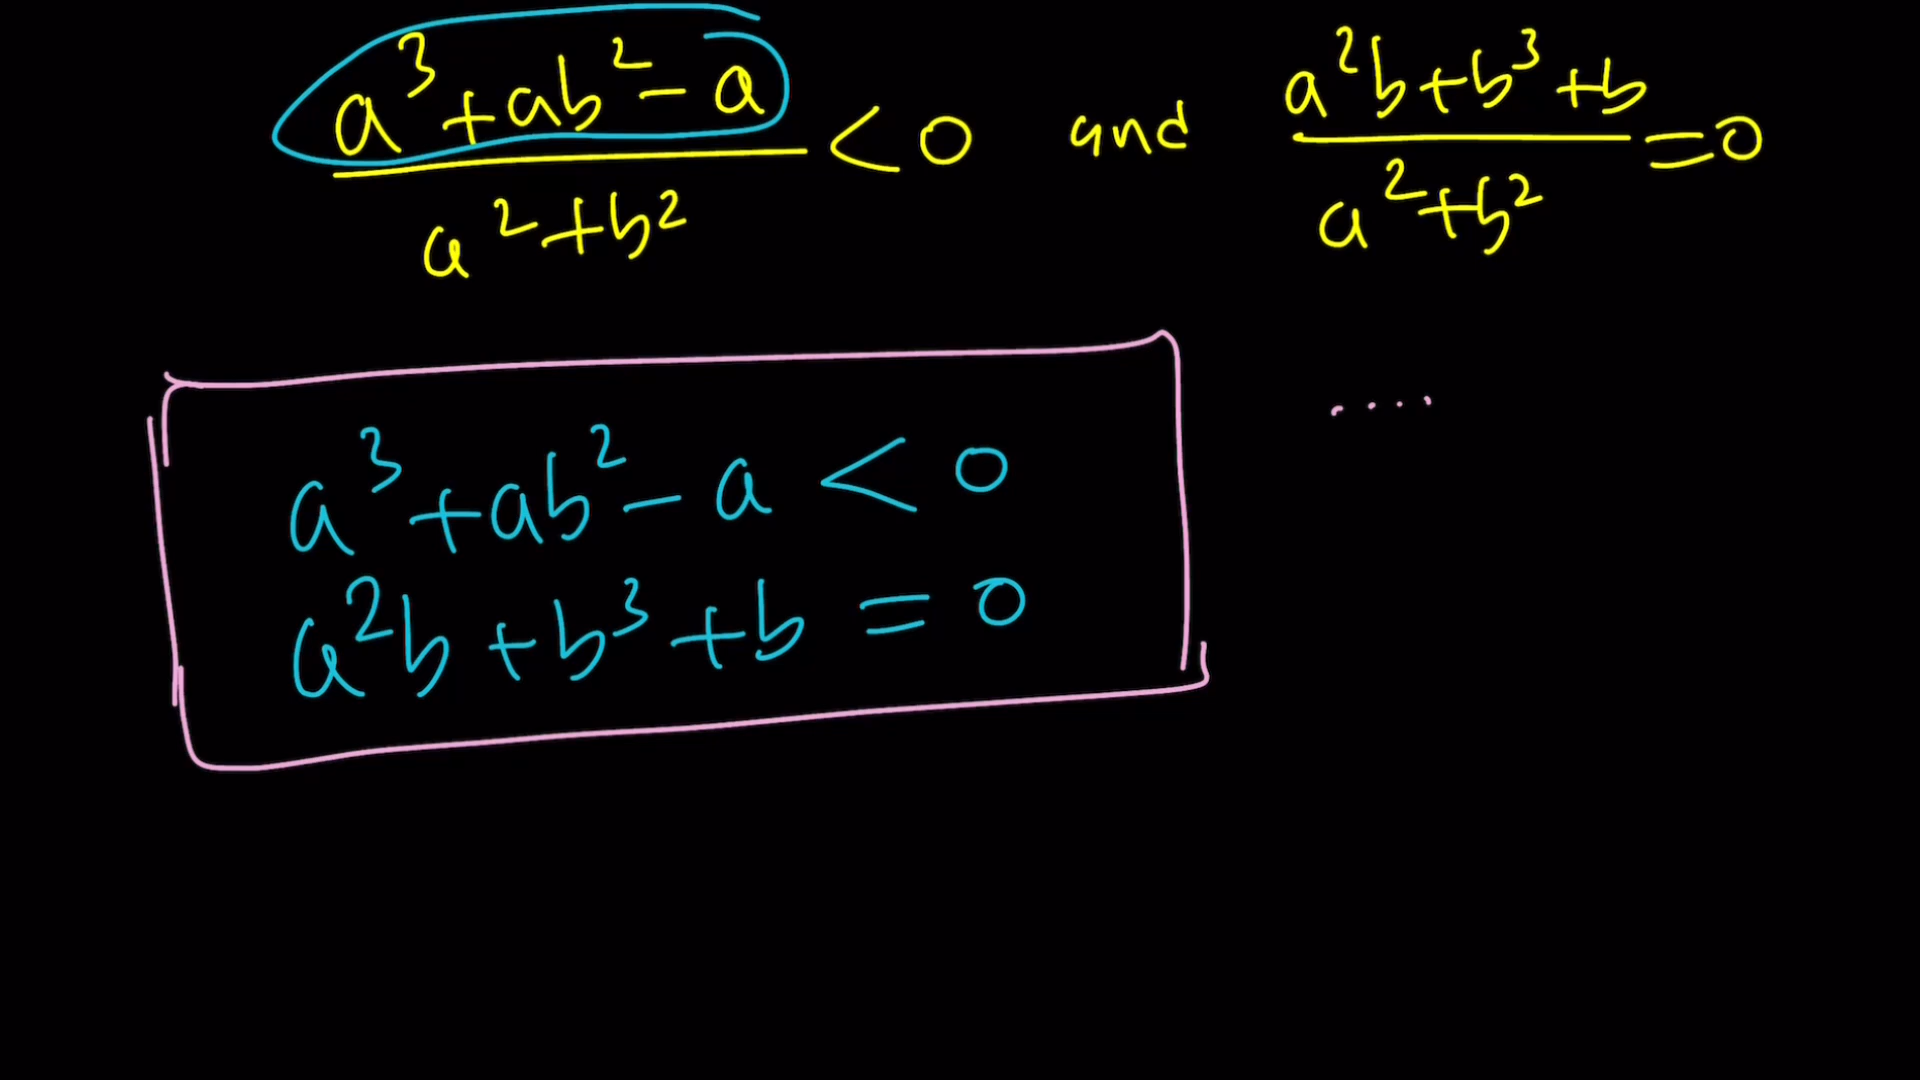 a³+ab²-a / a²+b² <0 and a²b+b³+b / a²+b² =0
....
a³+ab²-a<0
a²b+b³+b=0